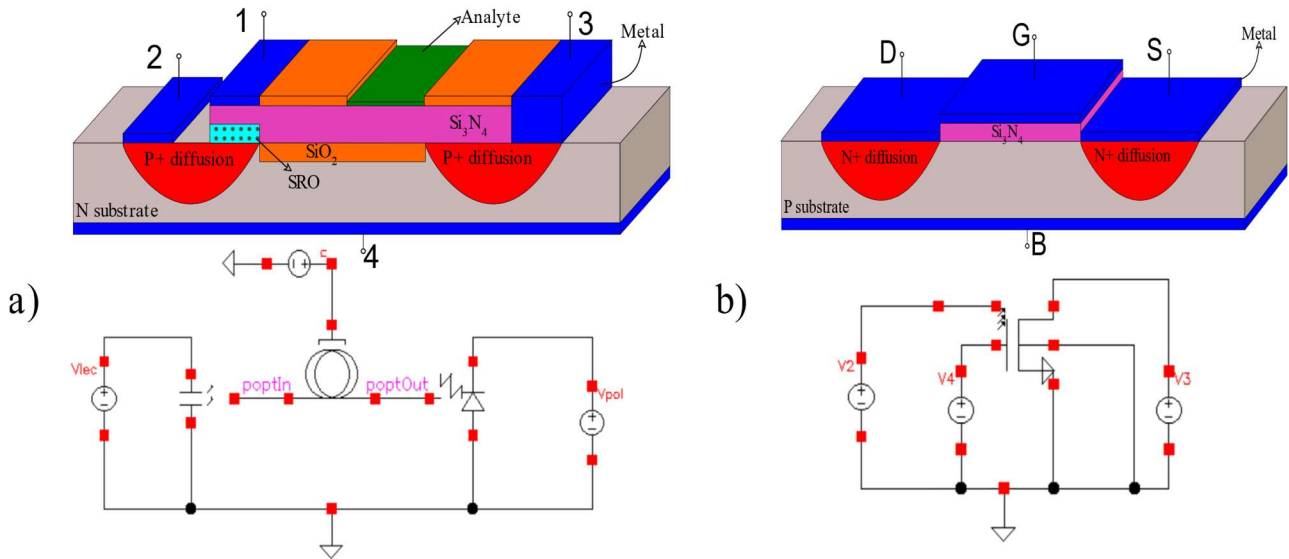 1
Analyte
3
Metal
2
Si3N4
P+ diffusion
SiO2
P+ diffusion
SRO
N substrate
4
G
Metal
D
S
Si3N4
N+ diffusion
N+ diffusion
P substrate
B
a)
n
Vlec
poptIn
poptOut
Vpol
b)
V2
V4
V3